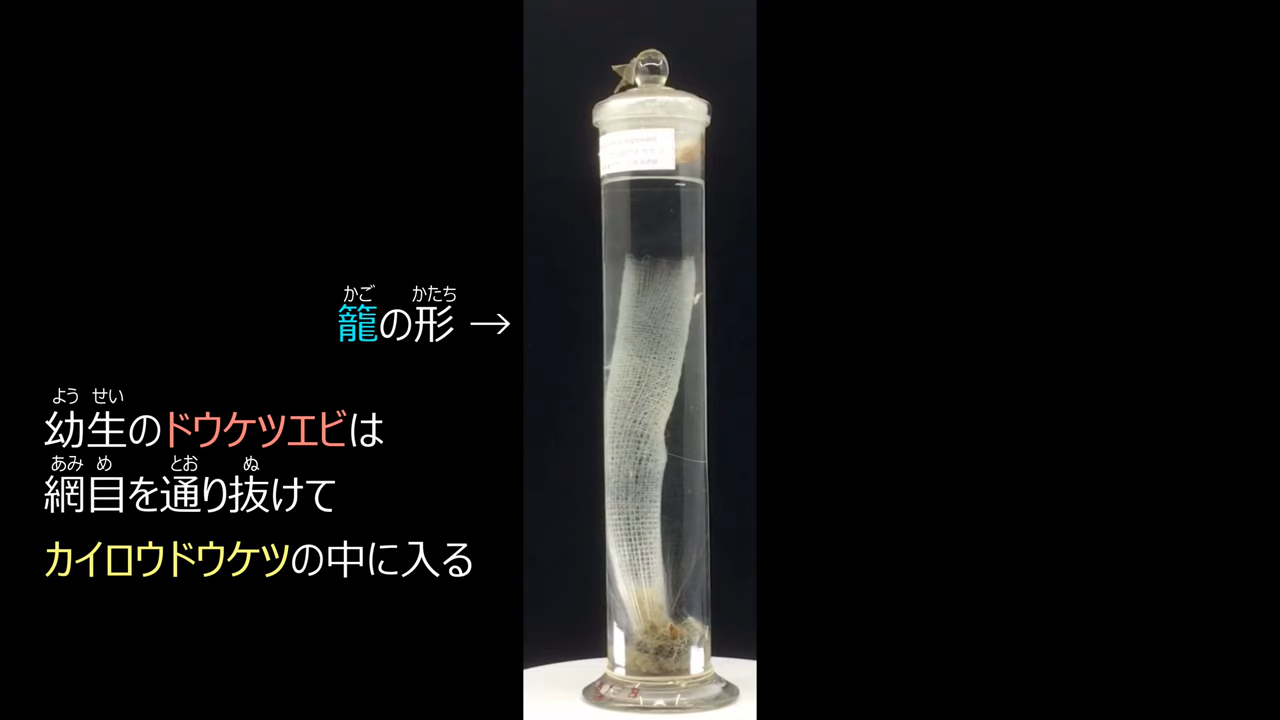 かご かたち
籠の形 →
よう せい
幼生のドウケツエビは
あみ め とお ぬ
網目を通り抜けて
カイロウドウケツの中に入る